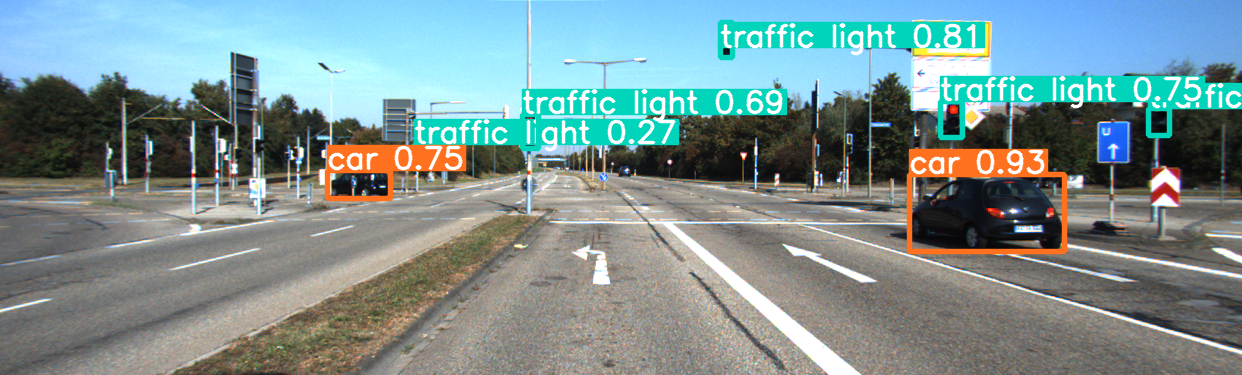 traffic light 0.81
traffic light 0.75
traffic light 0.69
traffic light 0.27
car 0.75
car 0.93
U